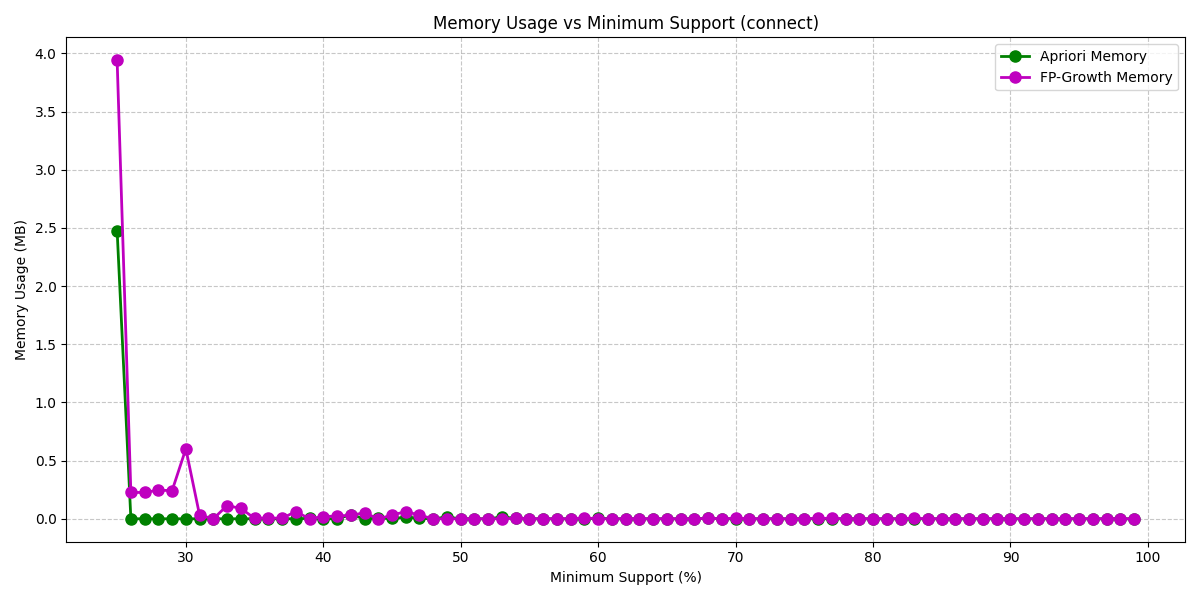 Memory Usage vs Minimum Support (connect)
Apriori Memory
FP-Growth Memory
Memory Usage (MB)
4.0
3.5
3.0
2.5
2.0
1.5
1.0
0.5
0.0
30 40 50 60 70 80 90 100
Minimum Support (%)